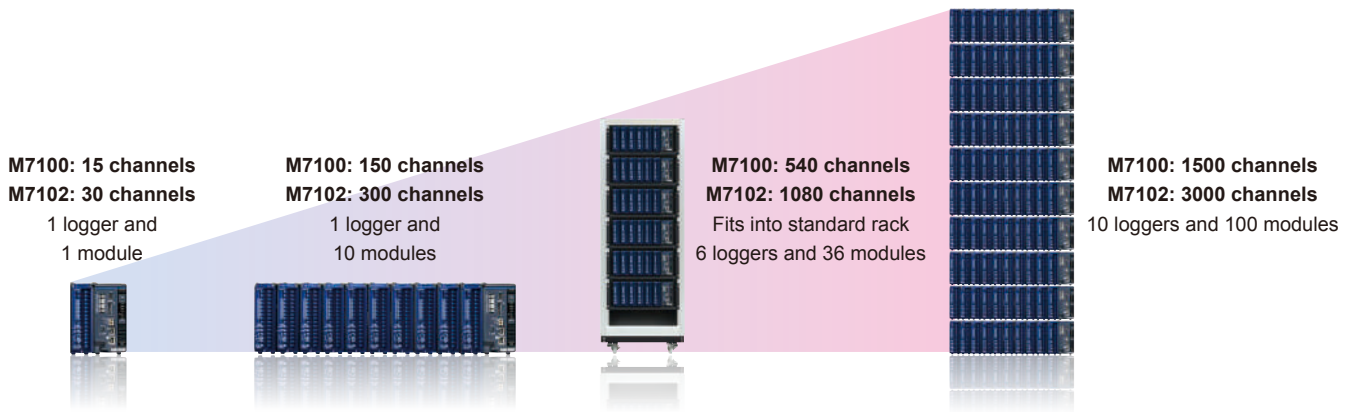 M7100: 15 channels
M7102: 30 channels
1 logger and
1 module
M7100: 150 channels
M7102: 300 channels
1 logger and
10 modules
M7100: 540 channels
M7102: 1080 channels
Fits into standard rack
6 loggers and 36 modules
M7100: 1500 channels
M7102: 3000 channels
10 loggers and 100 modules